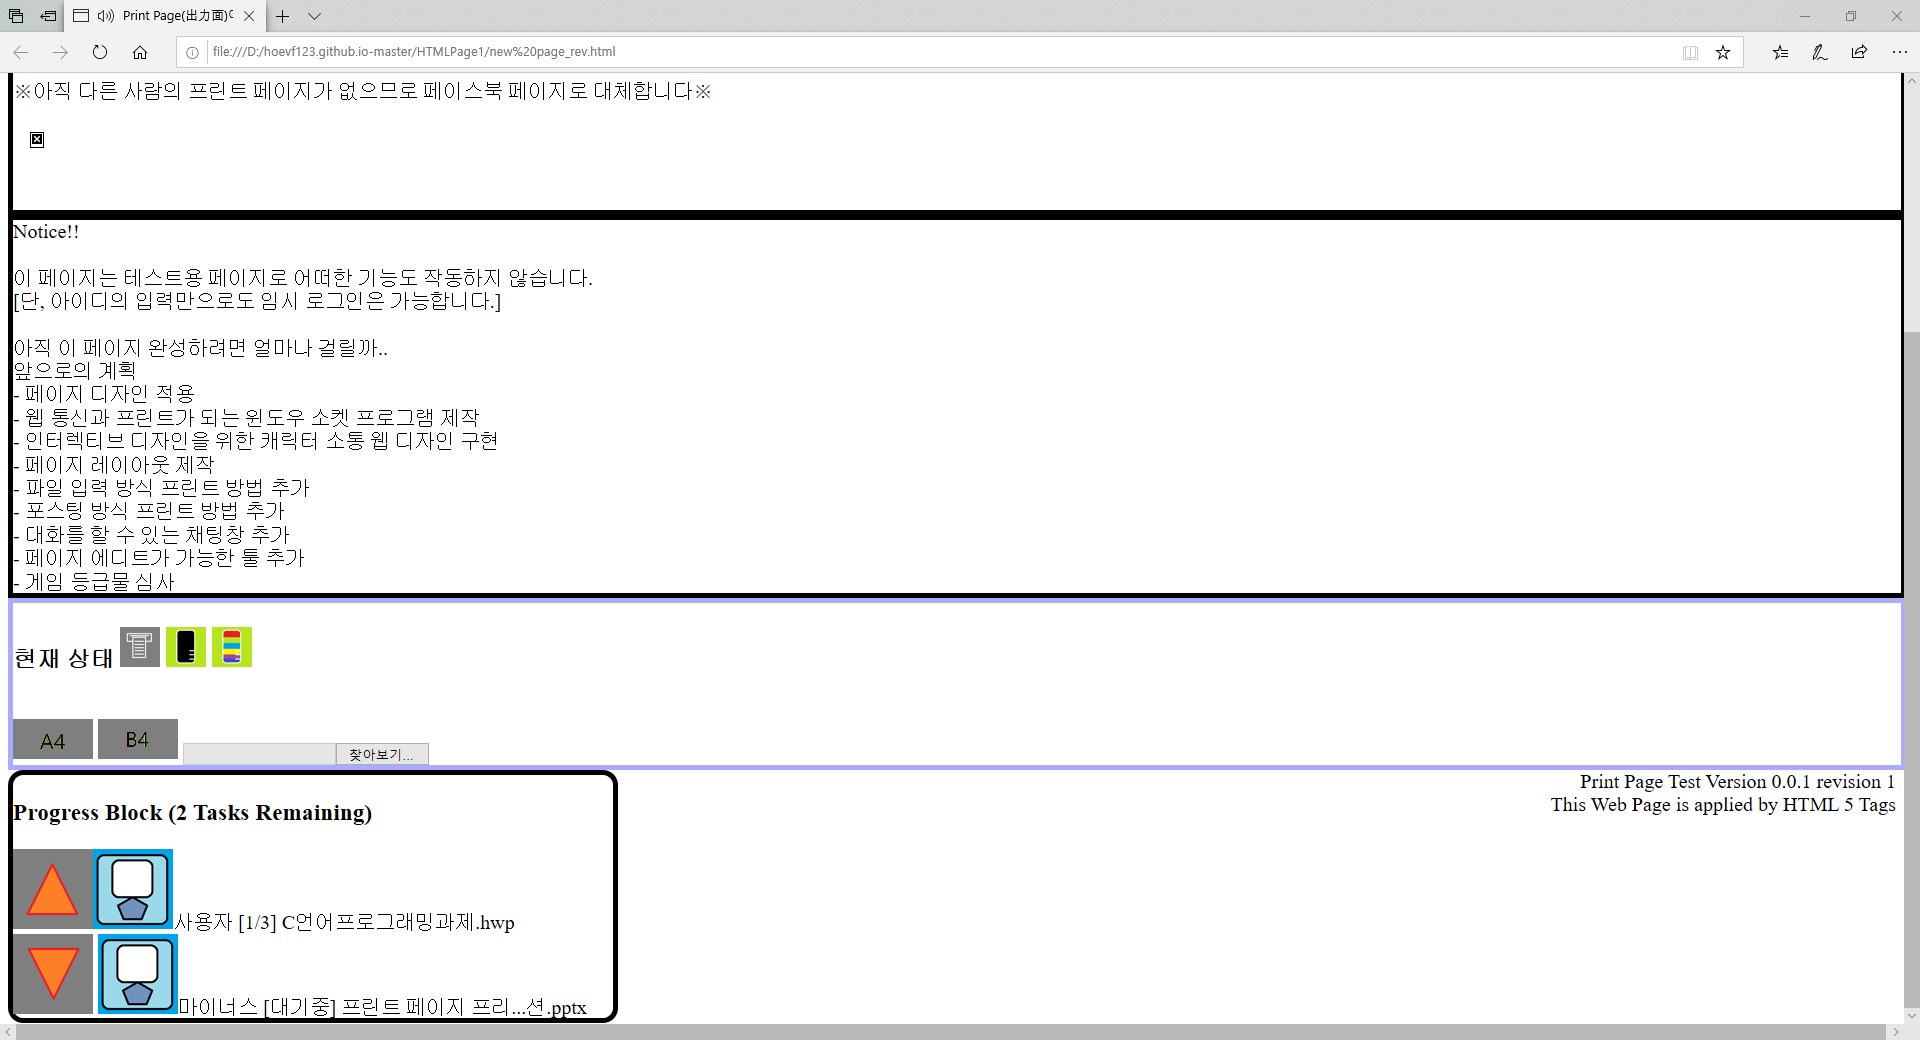 Print Page(出力面)
file:///D:/hoevf123.github.io-master/HTMLPage1/new%20page_rev.html
※아직 다른 사람의 프린트 페이지가 없으므로 페이스북 페이지로 대체합니다※
Notice!!
이 페이지는 테스트용 페이지로 어떠한 기능도 작동하지 않습니다.
[단, 아이디의 입력만으로도 임시 로그인은 가능합니다.]
아직 이 페이지 완성하려면 얼마나 걸릴까..
앞으로의 계획
- 페이지 디자인 적용
- 웹 통신과 프린트가 되는 윈도우 소켓 프로그램 제작
- 인터렉티브 디자인을 위한 캐릭터 소통 웹 디자인 구현
- 페이지 레이아웃 제작
- 파일 입력 방식 프린트 방법 추가
- 포스팅 방식 프린트 방법 추가
- 대화를 할 수 있는 채팅창 추가
- 페이지 에디트가 가능한 툴 추가
- 게임 등급물 심사
현재 상태
A4 B4 찾아보기...
Print Page Test Version 0.0.1 revision 1
This Web Page is applied by HTML 5 Tags
Progress Block (2 Tasks Remaining)
사용자 [1/3] C언어프로그래밍과제.hwp
마이너스 [대기중] 프린트 페이지 프리...션.pptx